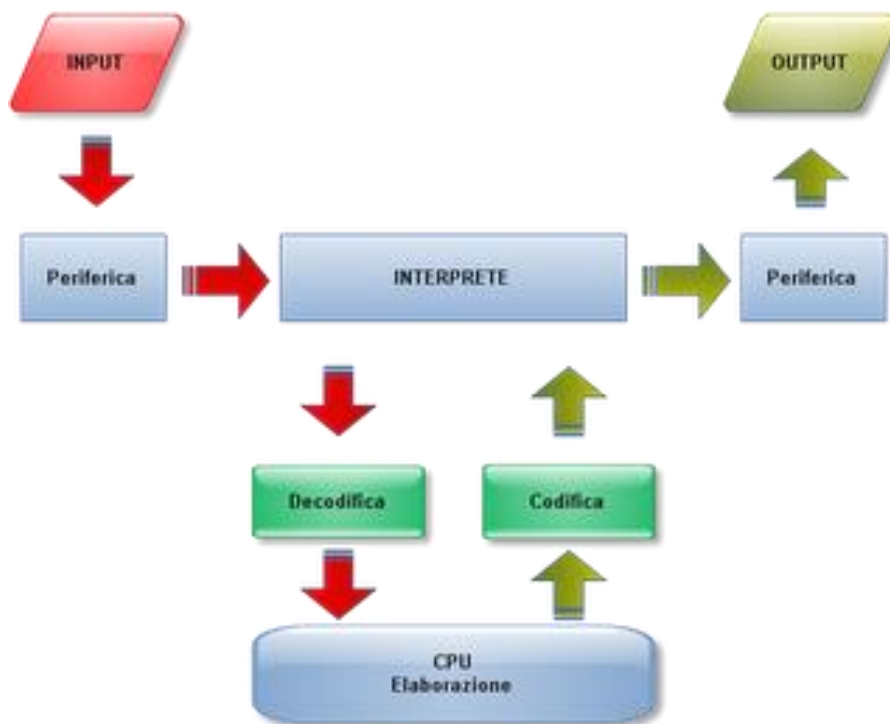 INPUT
OUTPUT
Periferica
INTERPRETE
Periferica
Decodifica
Codifica
CPU
Elaborazione